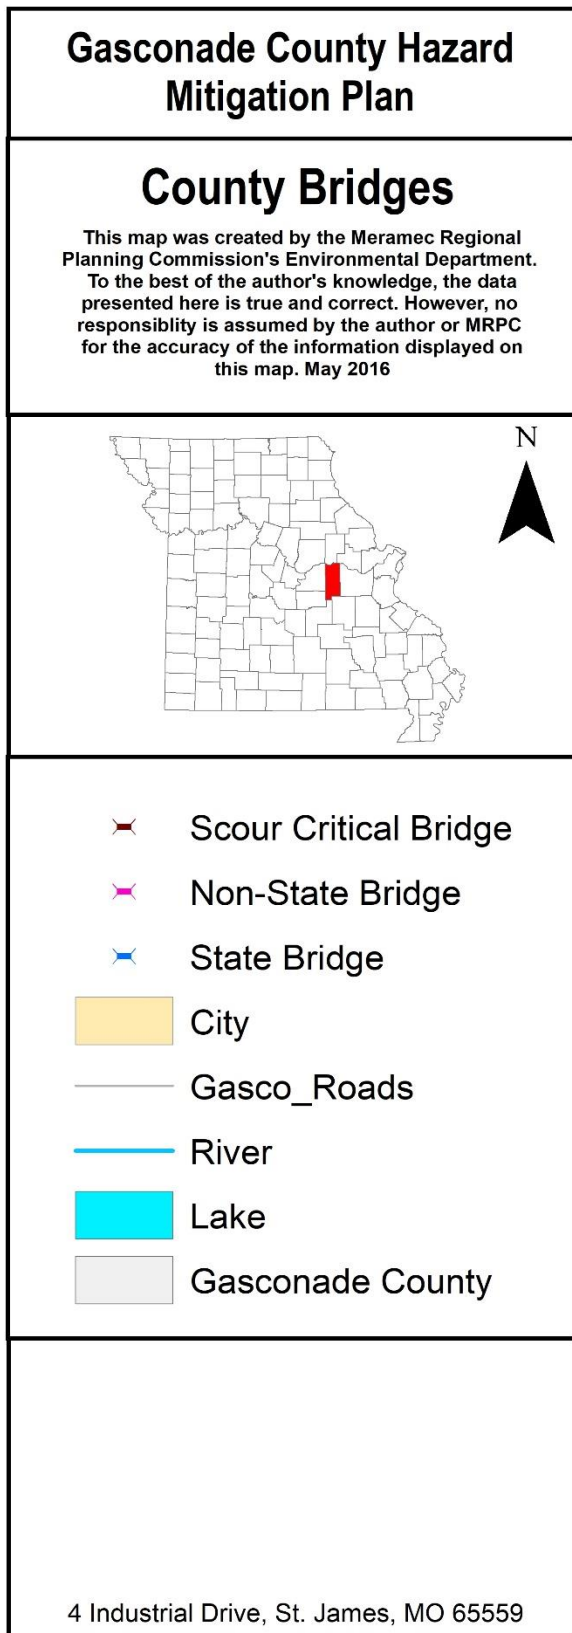 Gasconade County Hazard
Mitigation Plan
County Bridges
This map was created by the Meramec Regional
Planning Commission's Environmental Department.
To the best of the author's knowledge, the data
presented here is true and correct. However, no
responsiblity is assumed by the author or MRPC
for the accuracy of the information displayed on
this map. May 2016
N
Scour Critical Bridge
Non-State Bridge
State Bridge
City
Gasco_Roads
River
Lake
Gasconade County
4 Industrial Drive, St. James, MO 65559